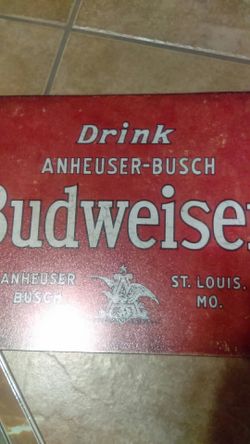 Drink
ANHEUSER-BUSCH
Budweiser
ANHEUSER BUSCH
ST. LOUIS, MO.